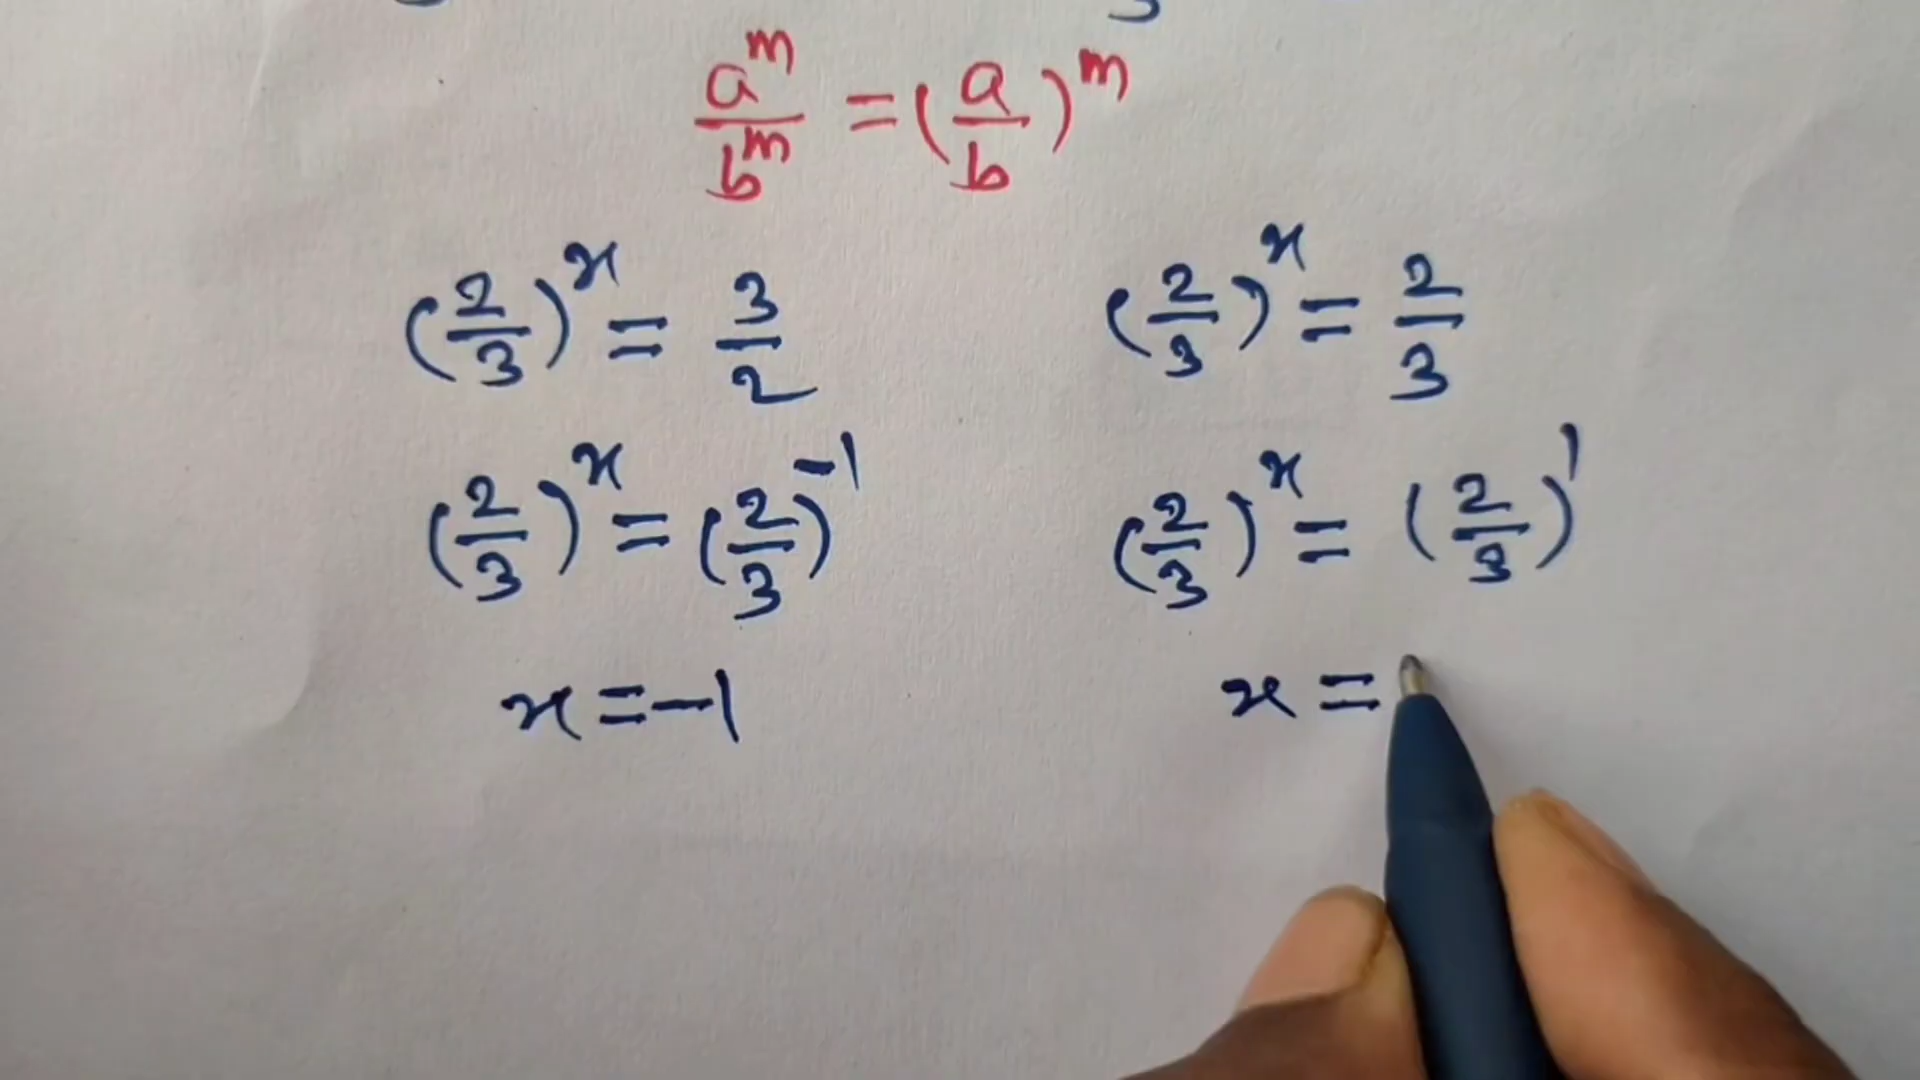 a^m/b^m = (a/b)^m
(2/3)^x = 3/2
(2/3)^x = (2/3)^-1
x = -1
(2/3)^x = 2/3
(2/3)^x = (2/3)^1
x =